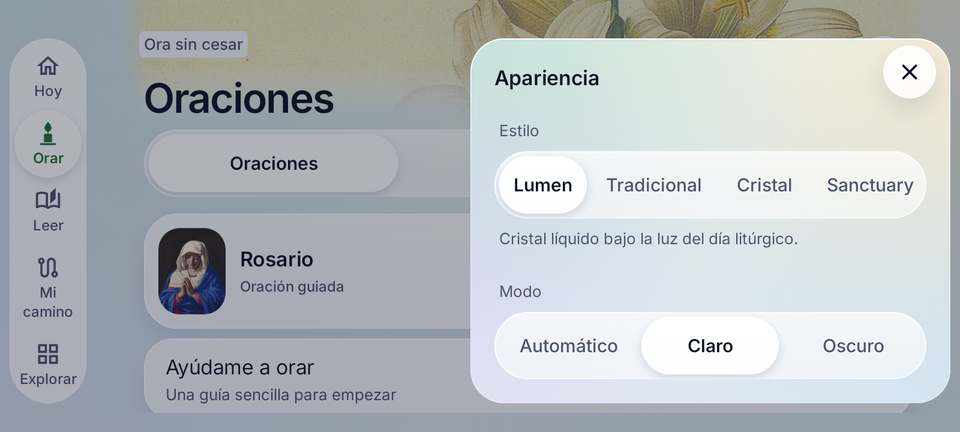 Hoy
Orar
Leer
Mi
camino
Explorar
Ora sin cesar
Oraciones
Oraciones
Rosario
Oración guiada
Ayúdame a orar
Una guía sencilla para empezar
Apariencia
Estilo
Lumen Tradicional Cristal Sanctuary
Cristal líquido bajo la luz del día litúrgico.
Modo
Automático Claro Oscuro